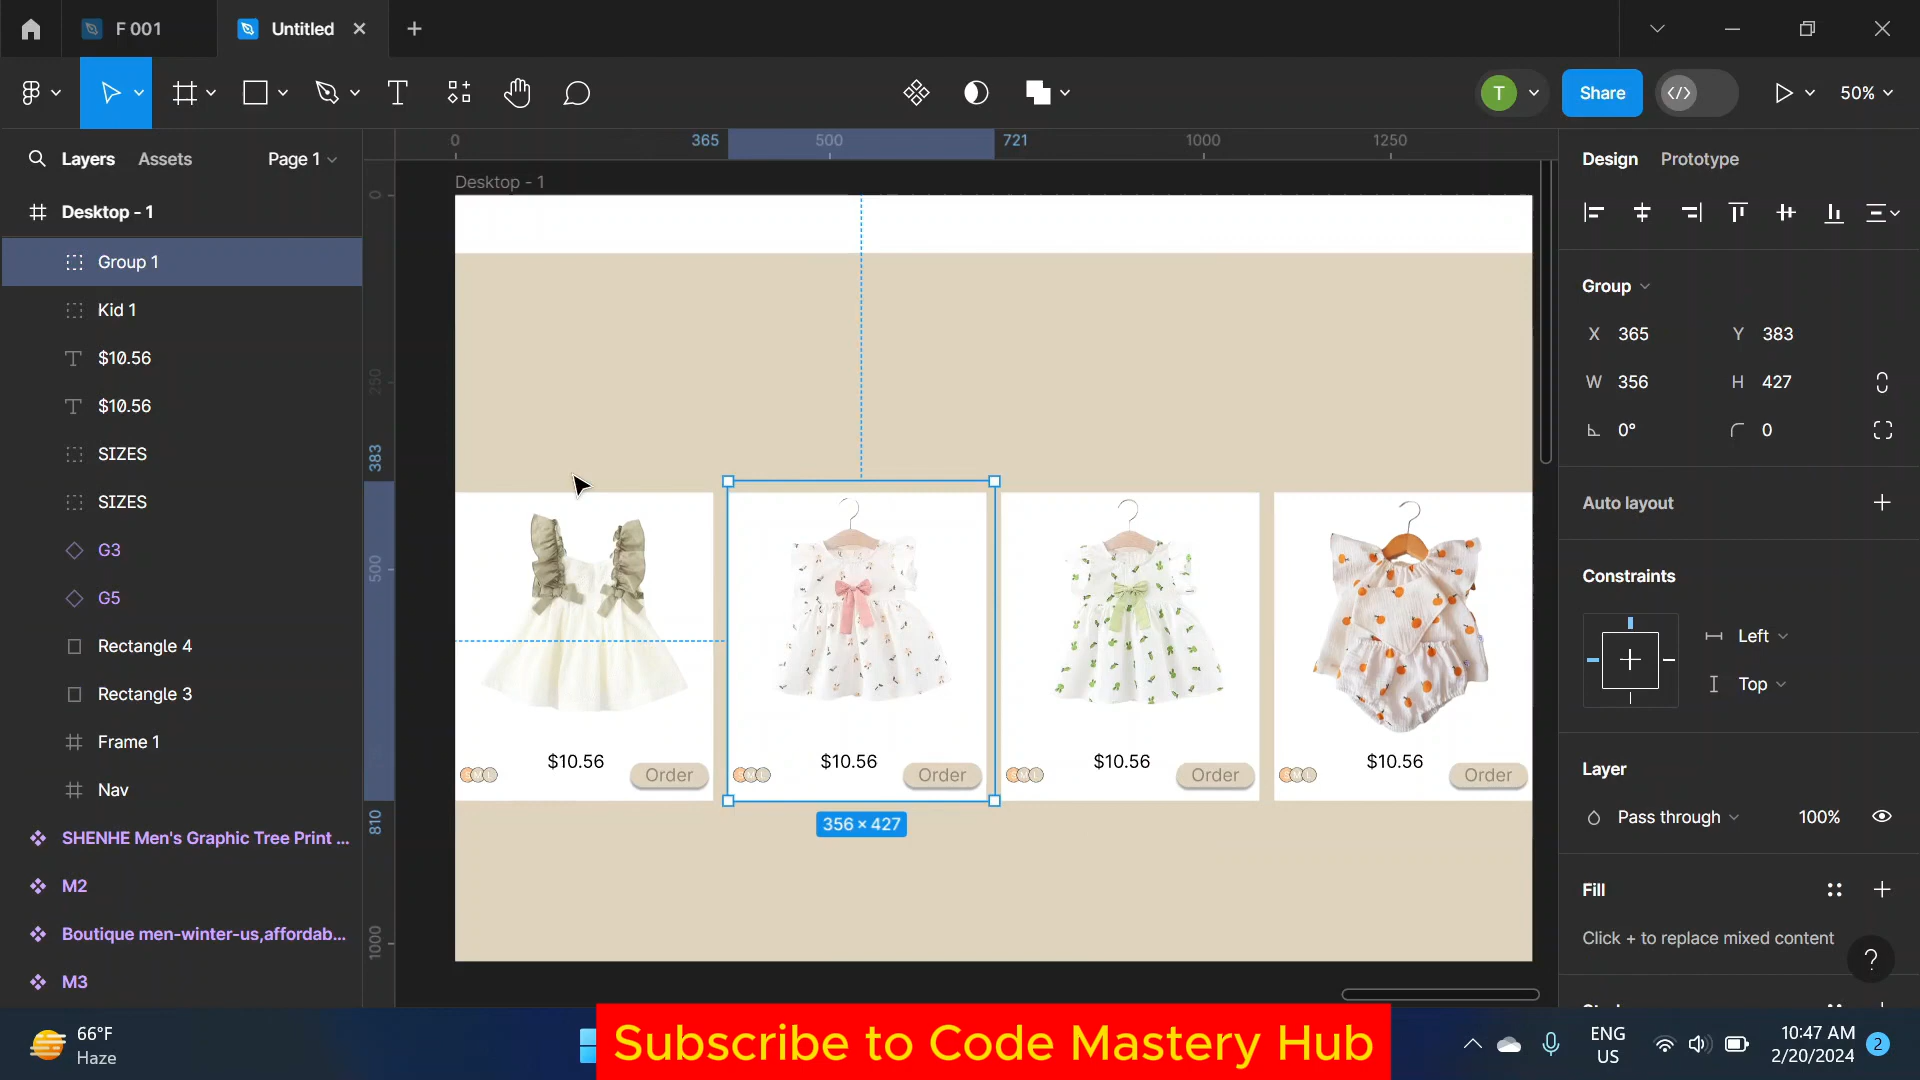 F 001
Untitled
T
Share
50%
Layers
Assets
Page 1
0
365
500
721
1000
1250
Design
Prototype
Desktop - 1
Desktop - 1
Group 1
Kid 1
$10.56
$10.56
SIZES
SIZES
G3
G5
Rectangle 4
Rectangle 3
Frame 1
Nav
SHENHE Men's Graphic Tree Print ...
M2
Boutique men-winter-us,affordab...
M3
0
250
383
500
810
1000
$10.56
Order
$10.56
Order
$10.56
Order
$10.56
Order
356 × 427
Group
X 365
Y 383
W 356
H 427
0°
0
Auto layout
Constraints
Left
Top
Layer
Pass through
100%
Fill
Click + to replace mixed content
?
66°F
Haze
Subscribe to Code Mastery Hub
ENG
US
10:47 AM
2/20/2024
2